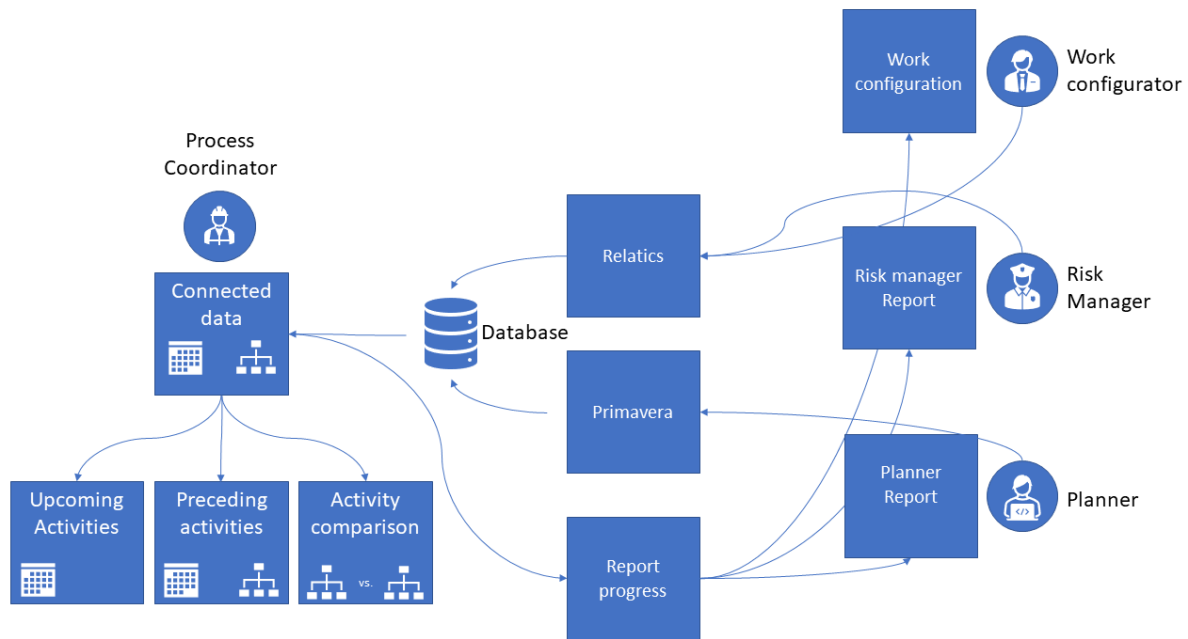 Work
configuration
Work
configurator
Process
Coordinator
Relatics
Risk manager
Report
Risk
Manager
Connected
data
Database
Primavera
Planner
Report
Planner
Upcoming
Activities
Preceding
activities
Activity
comparison
vs.
Report
progress